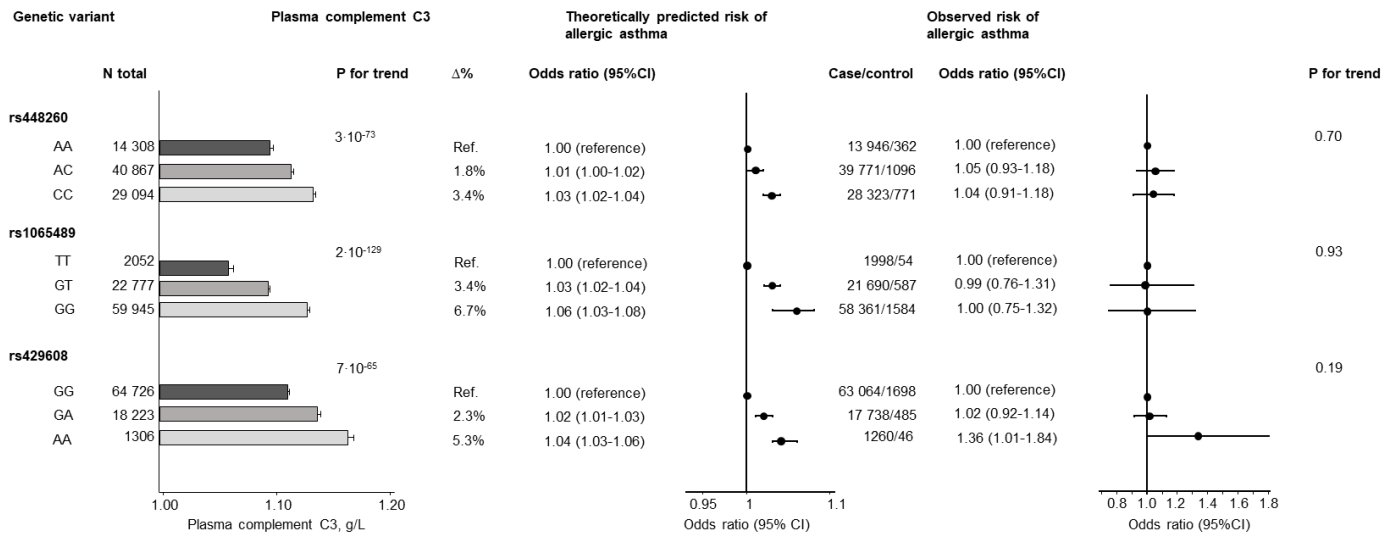 Genetic variant Plasma complement C3 Theoretically predicted risk of allergic asthma Observed risk of allergic asthma
N total P for trend Δ% Odds ratio (95%CI) Case/control Odds ratio (95%CI) P for trend
rs448260 3·10-73 0.70
AA 14 308 Ref. 1.00 (reference) 13 946/362 1.00 (reference)
AC 40 867 1.8% 1.01 (1.00-1.02) 39 771/1096 1.05 (0.93-1.18)
CC 29 094 3.4% 1.03 (1.02-1.04) 28 323/771 1.04 (0.91-1.18)
rs1065489 2·10-129 0.93
TT 2052 Ref. 1.00 (reference) 1998/54 1.00 (reference)
GT 22 777 3.4% 1.03 (1.02-1.04) 21 690/587 0.99 (0.76-1.31)
GG 59 945 6.7% 1.06 (1.03-1.08) 58 361/1584 1.00 (0.75-1.32)
rs429608 7·10-65 0.19
GG 64 726 Ref. 1.00 (reference) 63 064/1698 1.00 (reference)
GA 18 223 2.3% 1.02 (1.01-1.03) 17 738/485 1.02 (0.92-1.14)
AA 1306 5.3% 1.04 (1.03-1.06) 1260/46 1.36 (1.01-1.84)
1.00 1.10 1.20 0.95 1 1.1 0.8 1.0 1.2 1.4 1.6 1.8
Plasma complement C3, g/L Odds ratio (95% CI) Odds ratio (95%CI)